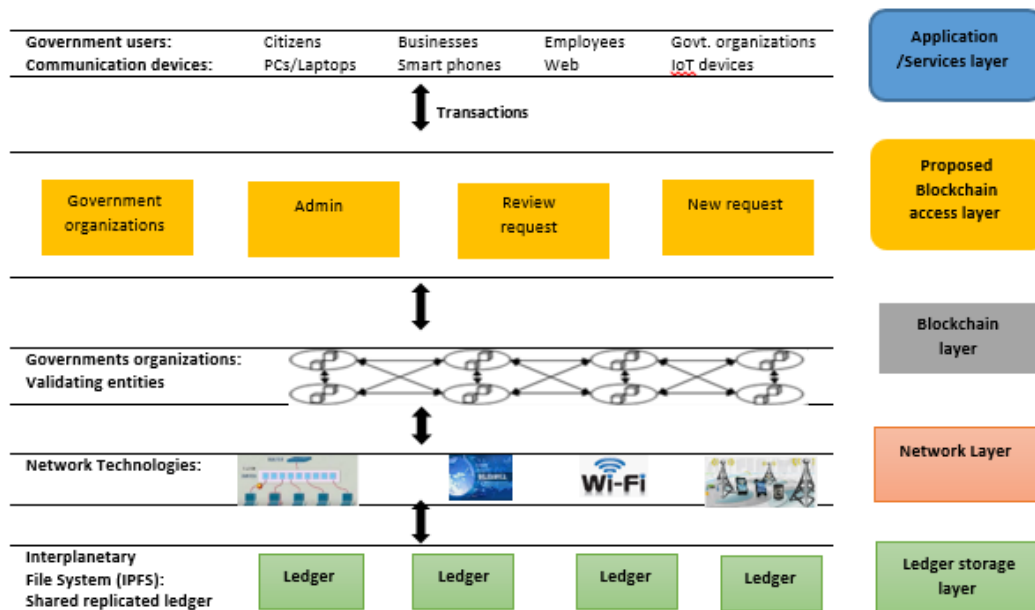 Government users: Citizens Businesses Employees Govt. organizations
Communication devices: PCs/Laptops Smart phones Web IoT devices
Application
/Services layer
Transactions
Government
organizations
Admin
Review
request
New request
Proposed
Blockchain
access layer
Governments organizations:
Validating entities
Blockchain
layer
Network Technologies:
Wi-Fi
Network Layer
Interplanetary
File System (IPFS):
Shared replicated ledger
Ledger
Ledger
Ledger
Ledger
Ledger storage
layer